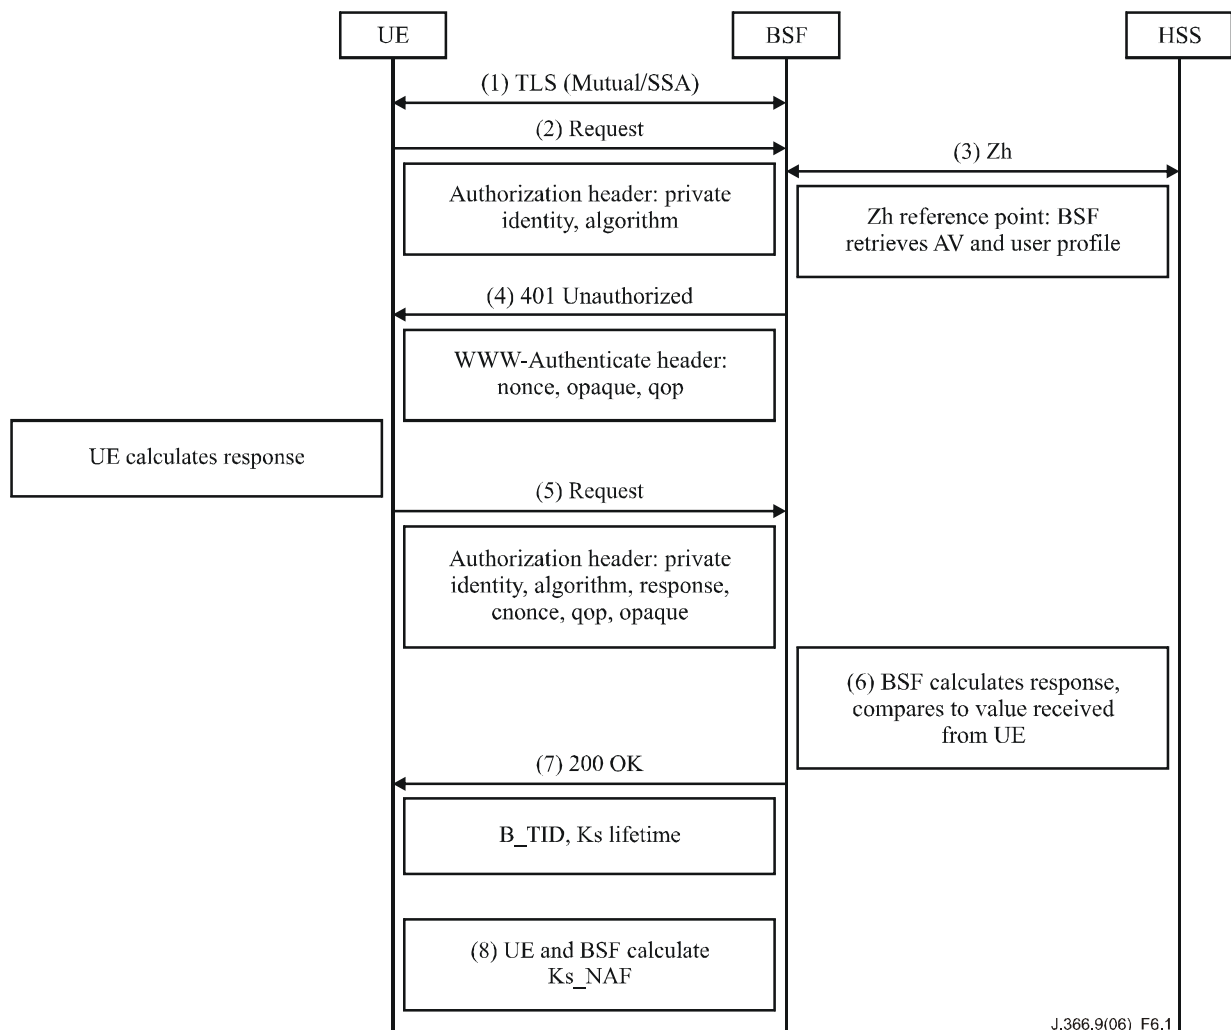 UE
BSF
HSS
(1) TLS (Mutual/SSA)
(2) Request
(3) Zh
Authorization header: private
identity, algorithm
Zh reference point: BSF
retrieves AV and user profile
(4) 401 Unauthorized
WWW-Authenticate header:
nonce, opaque, qop
UE calculates response
(5) Request
Authorization header: private
identity, algorithm, response,
cnonce, qop, opaque
(6) BSF calculates response,
compares to value received
from UE
(7) 200 OK
B_TID, Ks lifetime
(8) UE and BSF calculate
Ks_NAF
J.366.9(06)_F6.1